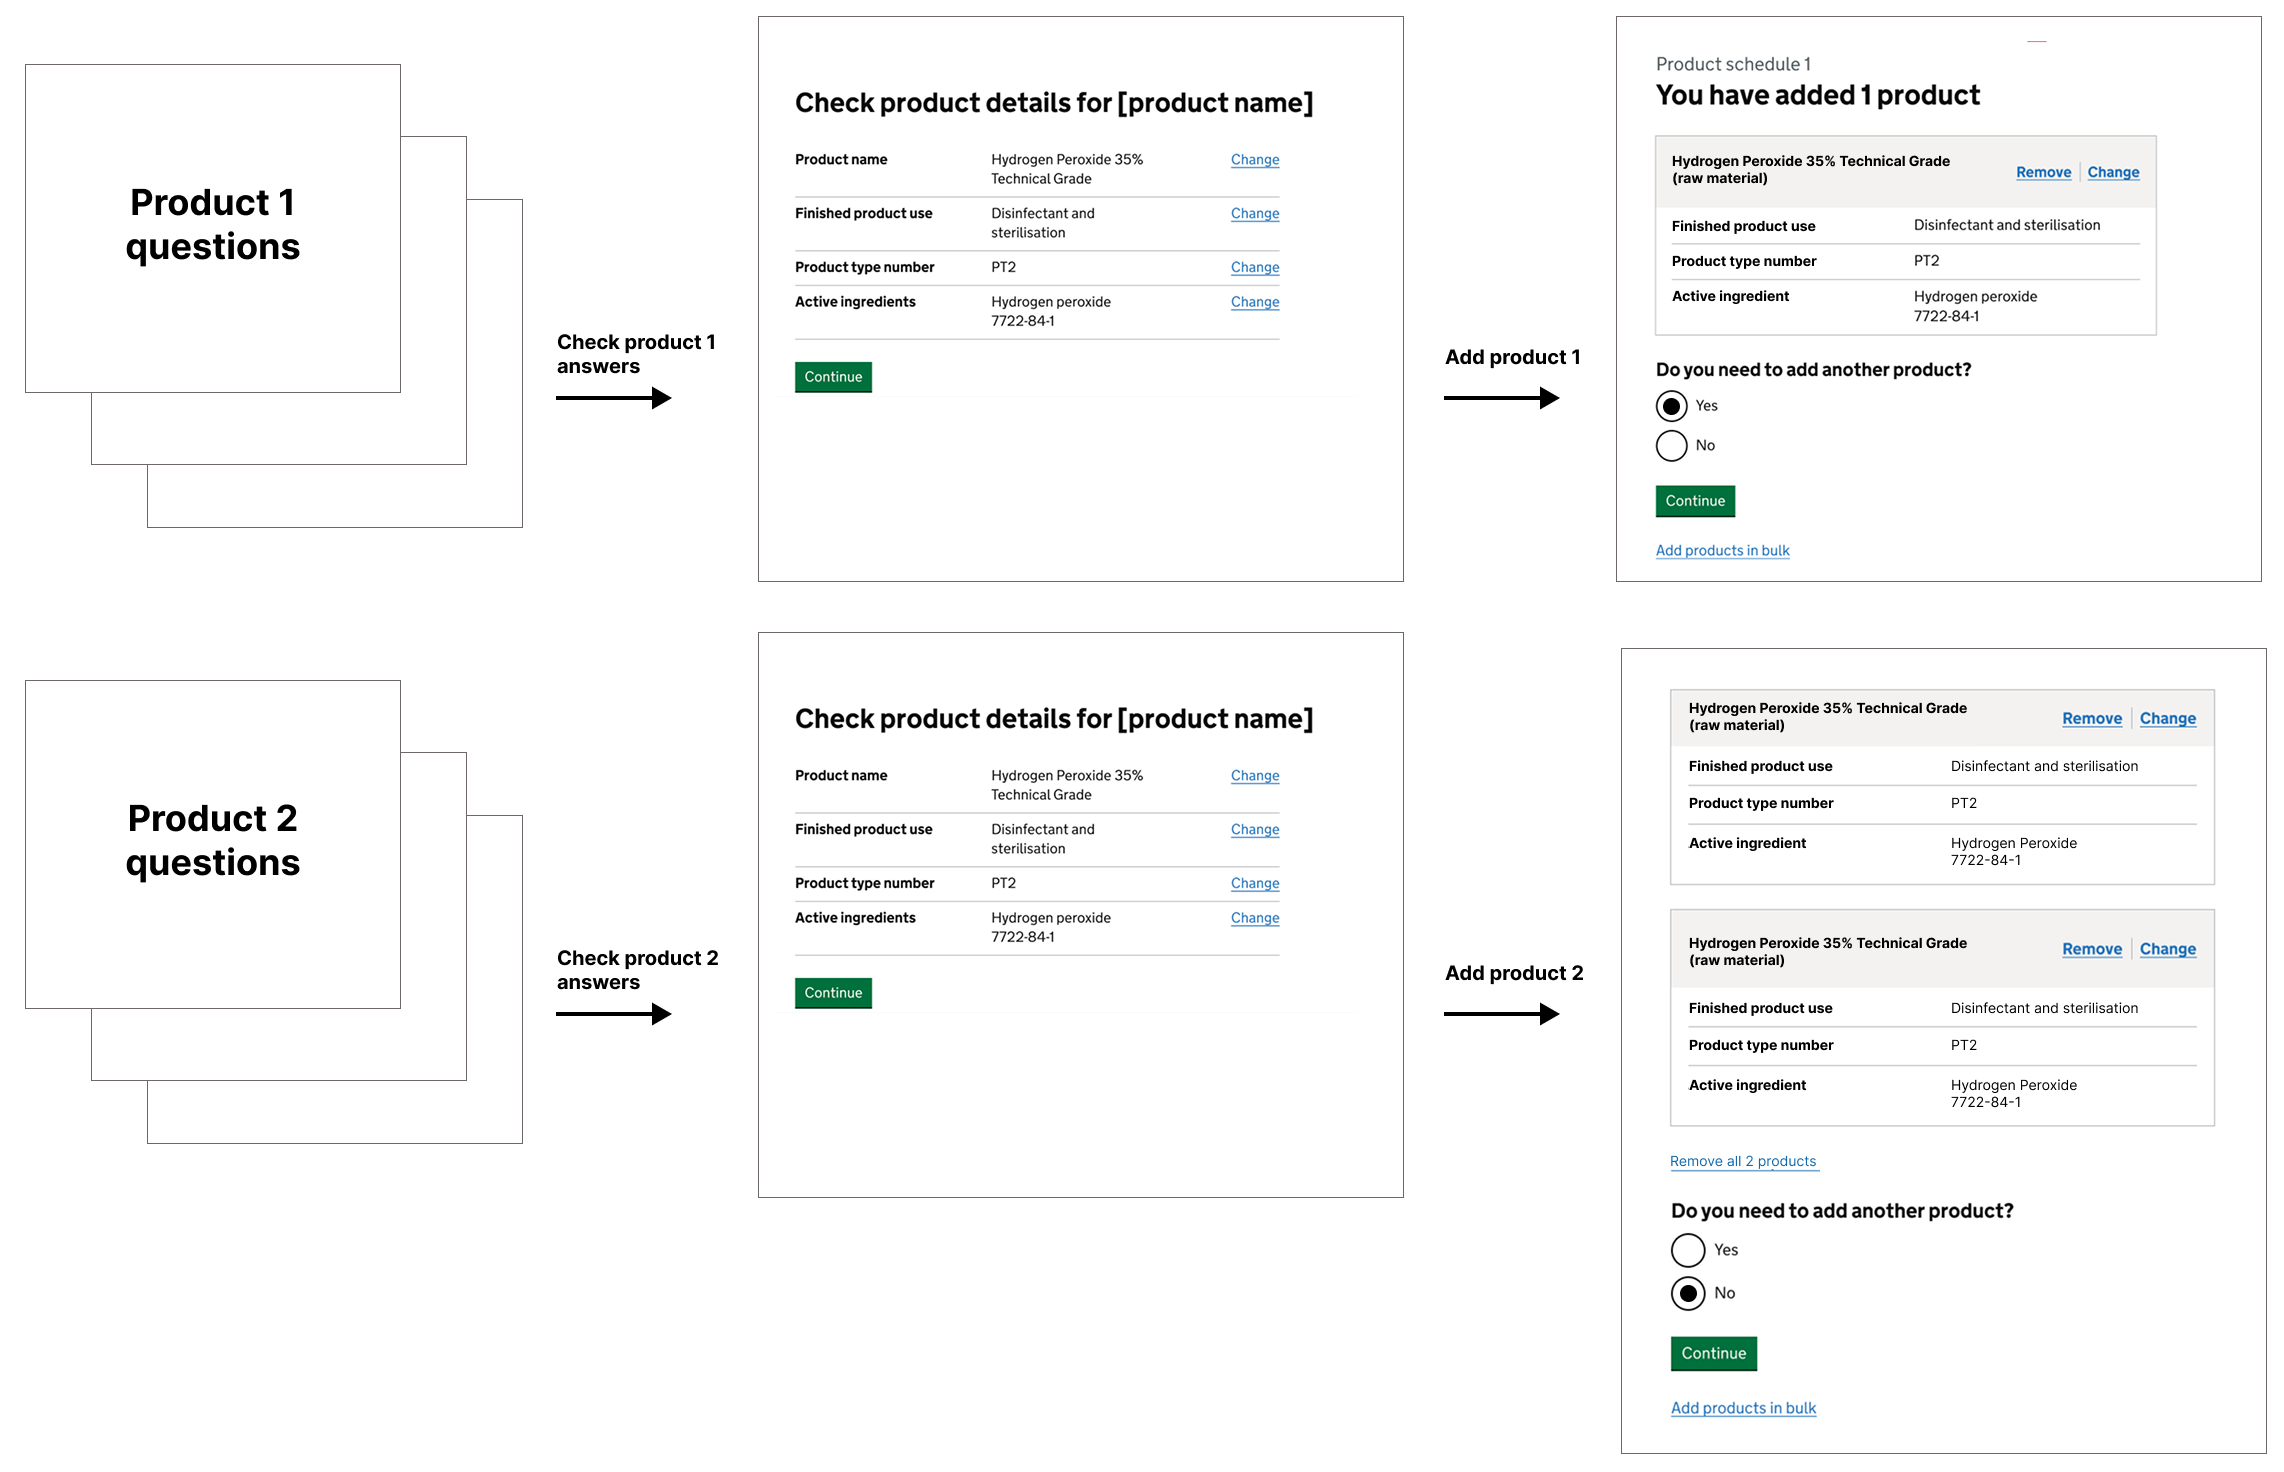 Product 1
questions
Check product 1
answers
Check product details for [product name]
Product name
Hydrogen Peroxide 35%
Technical Grade
Change
Finished product use
Disinfectant and
sterilisation
Change
Product type number
PT2
Change
Active ingredients
Hydrogen peroxide
7722-84-1
Change
Continue
Add product 1
Product schedule 1
You have added 1 product
Hydrogen Peroxide 35% Technical Grade
(raw material)
Remove
Change
Finished product use
Disinfectant and sterilisation
Product type number
PT2
Active ingredient
Hydrogen peroxide
7722-84-1
Do you need to add another product?
Yes
No
Continue
Add products in bulk
Product 2
questions
Check product 2
answers
Check product details for [product name]
Product name
Hydrogen Peroxide 35%
Technical Grade
Change
Finished product use
Disinfectant and
sterilisation
Change
Product type number
PT2
Change
Active ingredients
Hydrogen peroxide
7722-84-1
Change
Continue
Add product 2
Hydrogen Peroxide 35% Technical Grade
(raw material)
Remove
Change
Finished product use
Disinfectant and sterilisation
Product type number
PT2
Active ingredient
Hydrogen Peroxide
7722-84-1
Hydrogen Peroxide 35% Technical Grade
(raw material)
Remove
Change
Finished product use
Disinfectant and sterilisation
Product type number
PT2
Active ingredient
Hydrogen Peroxide
7722-84-1
Remove all 2 products
Do you need to add another product?
Yes
No
Continue
Add products in bulk